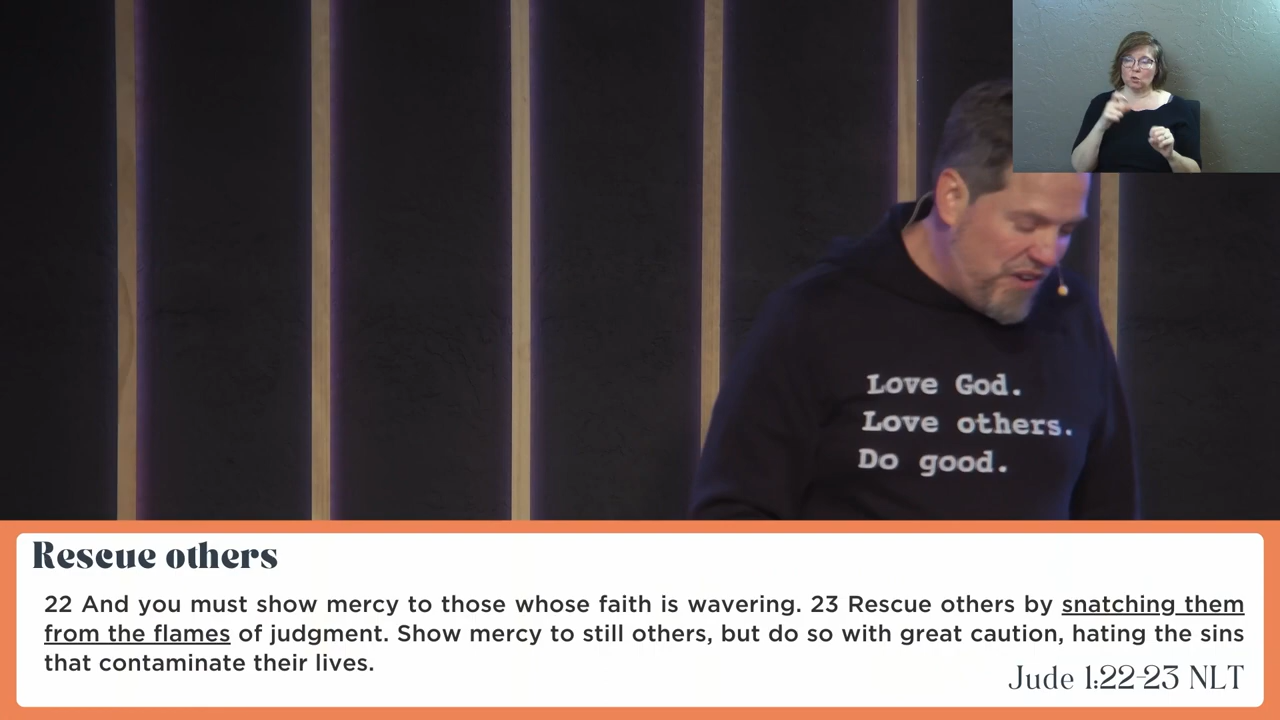 Love God.
Love others.
Do good.
Rescue others
22 And you must show mercy to those whose faith is wavering. 23 Rescue others by snatching them
from the flames of judgment. Show mercy to still others, but do so with great caution, hating the sins
that contaminate their lives.
Jude 1:22-23 NLT